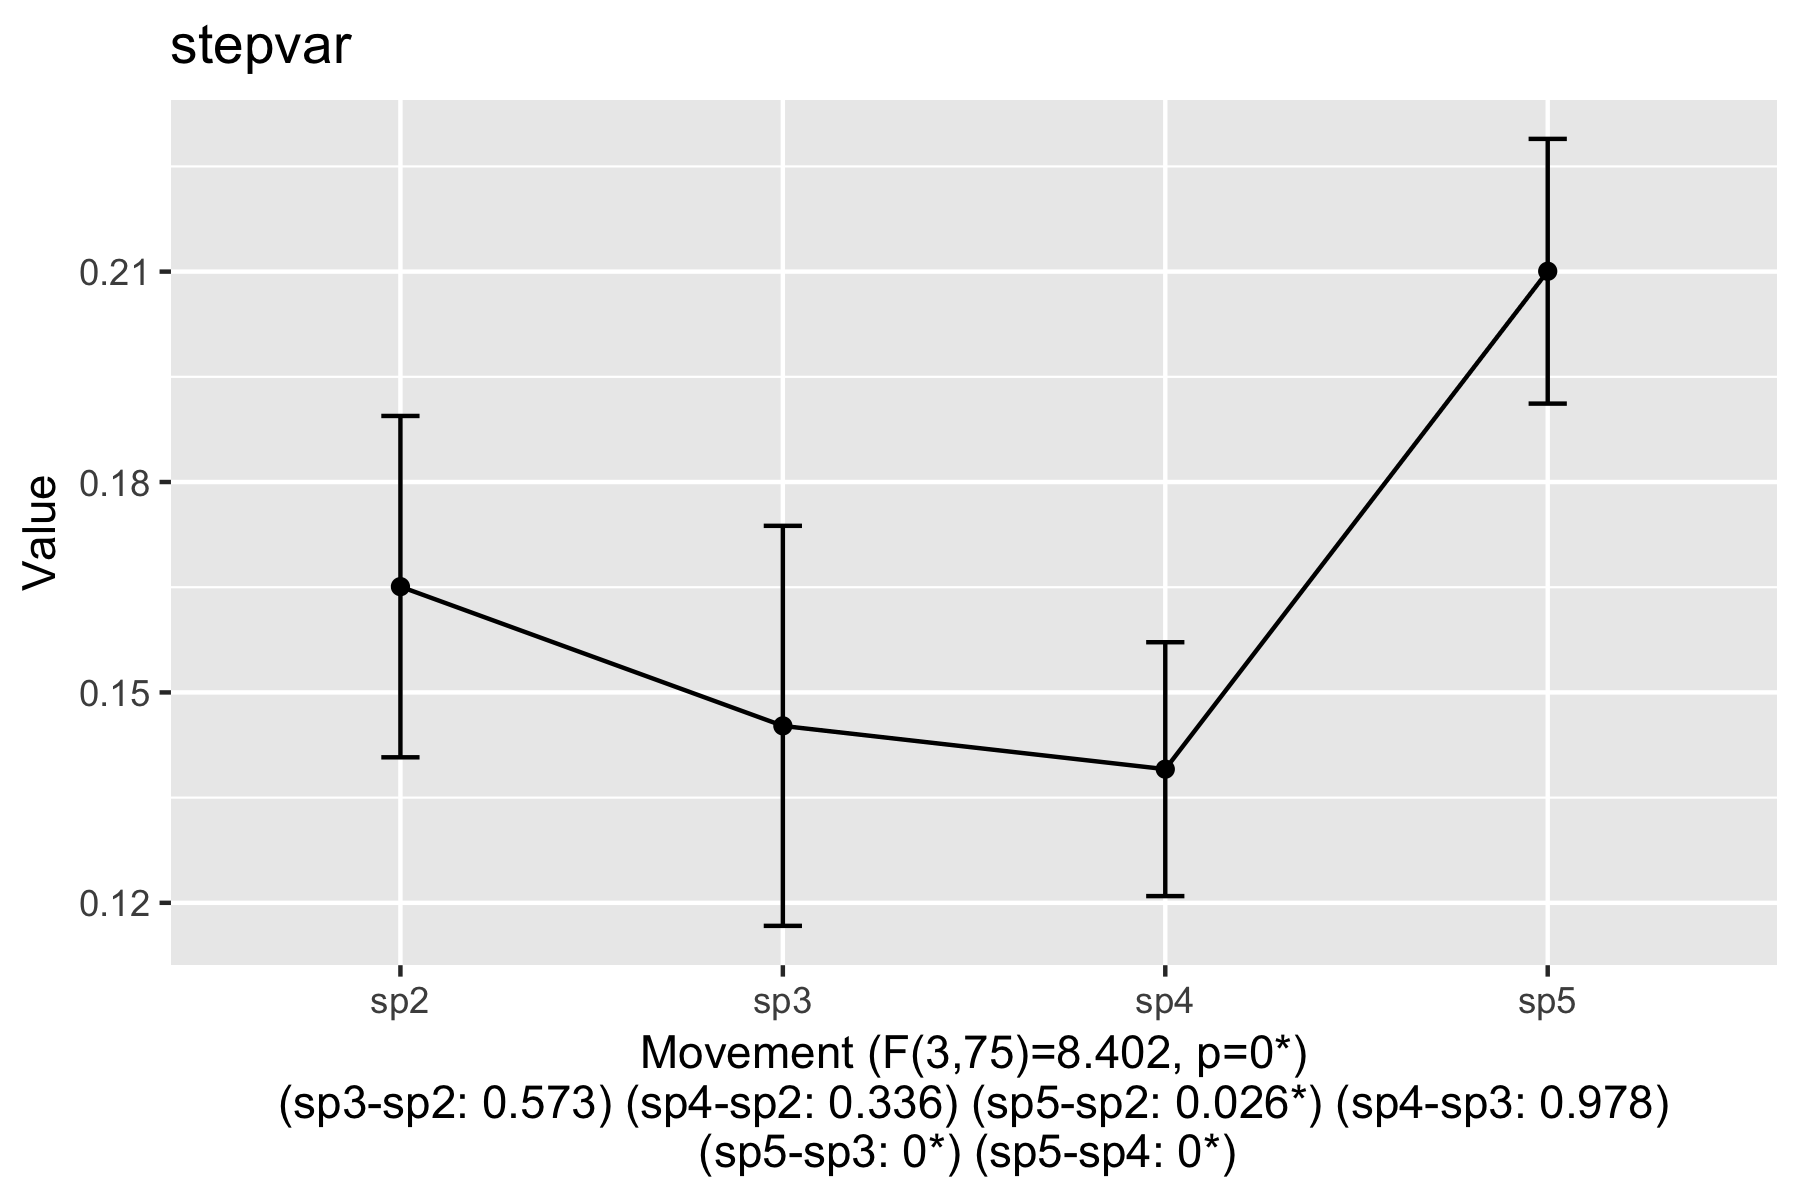 stepvar
Value
0.21
0.18
0.15
0.12
sp2 sp3 sp4 sp5
Movement (F(3,75)=8.402, p=0*)
(sp3-sp2: 0.573) (sp4-sp2: 0.336) (sp5-sp2: 0.026*) (sp4-sp3: 0.978)
(sp5-sp3: 0*) (sp5-sp4: 0*)